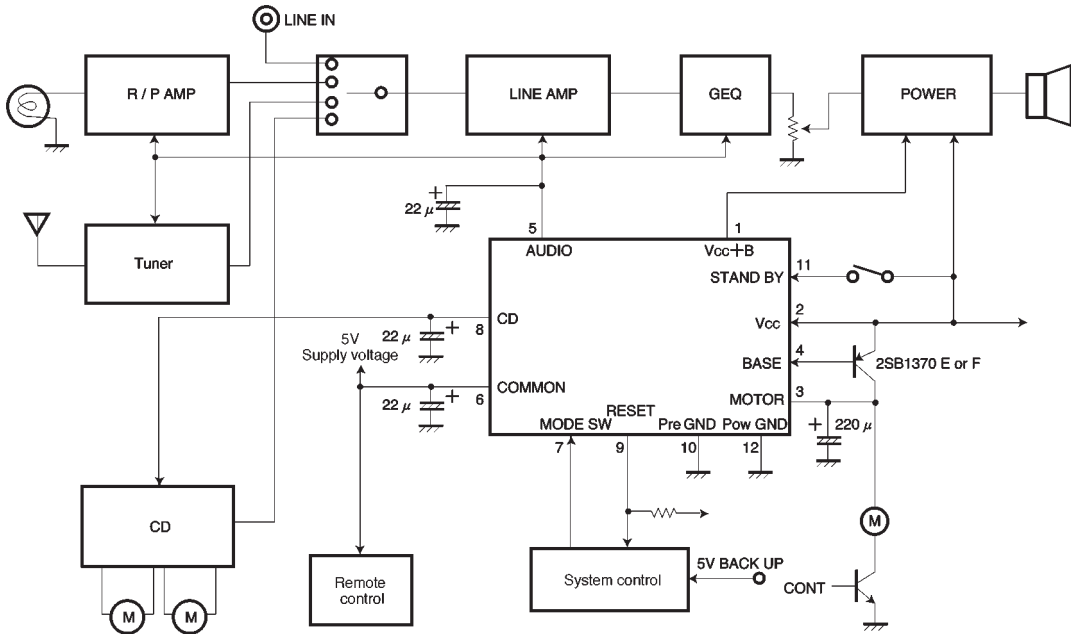 LINE IN
R / P AMP
LINE AMP
GEQ
POWER
+
22 μ
5
1
AUDIO
Vcc+B
Tuner
STAND BY
11
CD
8
22 μ
+
Vcc
2
5V
Supply voltage
BASE
4
2SB1370 E or F
COMMON
6
22 μ
+
MOTOR
3
+
220 μ
RESET
MODE SW
Pre GND
Pow GND
7
9
10
12
CD
M
M
M
Remote
control
System control
5V BACK UP
CONT